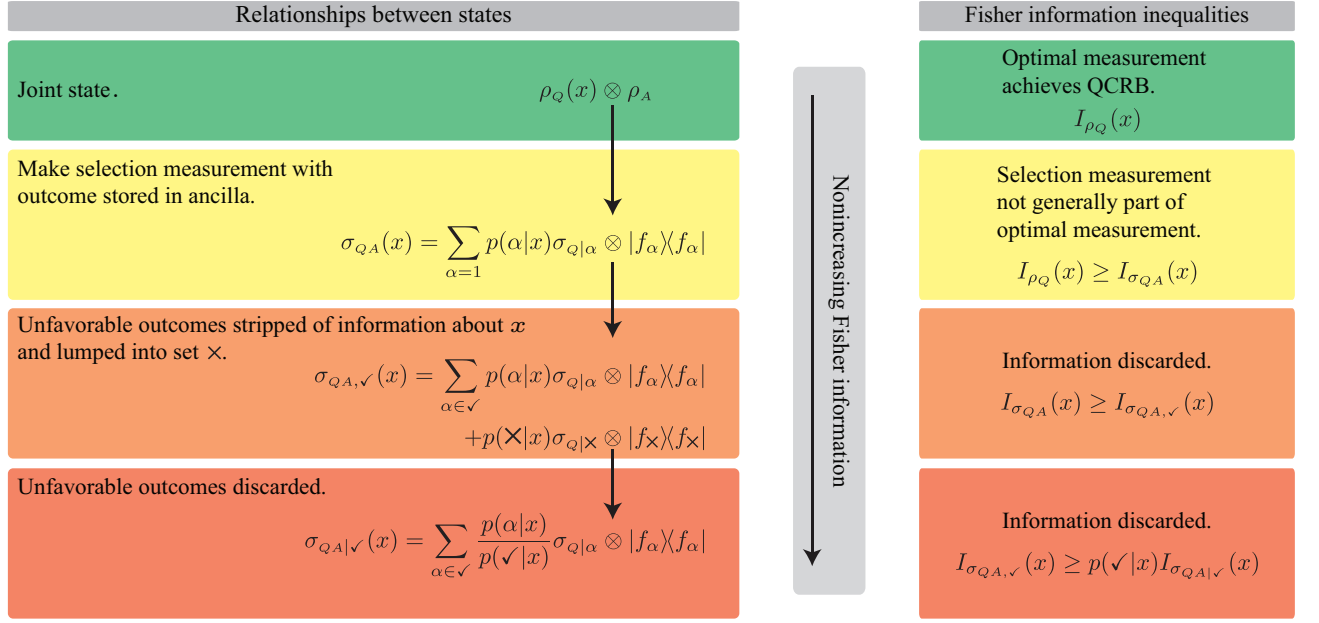 Relationships between states
Joint state.
ρ_Q(x) ⊗ ρ_A
Make selection measurement with
outcome stored in ancilla.
σ_{QA}(x) = ∑_{α=1} p(α|x)σ_{Q|α} ⊗ |f_α⟩⟨f_α|
Unfavorable outcomes stripped of information about x
and lumped into set ×.
σ_{QA,✓}(x) = ∑_{α∈✓} p(α|x)σ_{Q|α} ⊗ |f_α⟩⟨f_α|
+p(×|x)σ_{Q|×} ⊗ |f_×⟩⟨f_×|
Unfavorable outcomes discarded.
σ_{QA|✓}(x) = ∑_{α∈✓} \frac{p(α|x)}{p(✓|x)} σ_{Q|α} ⊗ |f_α⟩⟨f_α|
Nonincreasing Fisher information
Fisher information inequalities
Optimal measurement
achieves QCRB.
I_{ρ_Q}(x)
Selection measurement
not generally part of
optimal measurement.
I_{ρ_Q}(x) ≥ I_{σ_{QA}}(x)
Information discarded.
I_{σ_{QA}}(x) ≥ I_{σ_{QA,✓}}(x)
Information discarded.
I_{σ_{QA,✓}}(x) ≥ p(✓|x)I_{σ_{QA|✓}}(x)